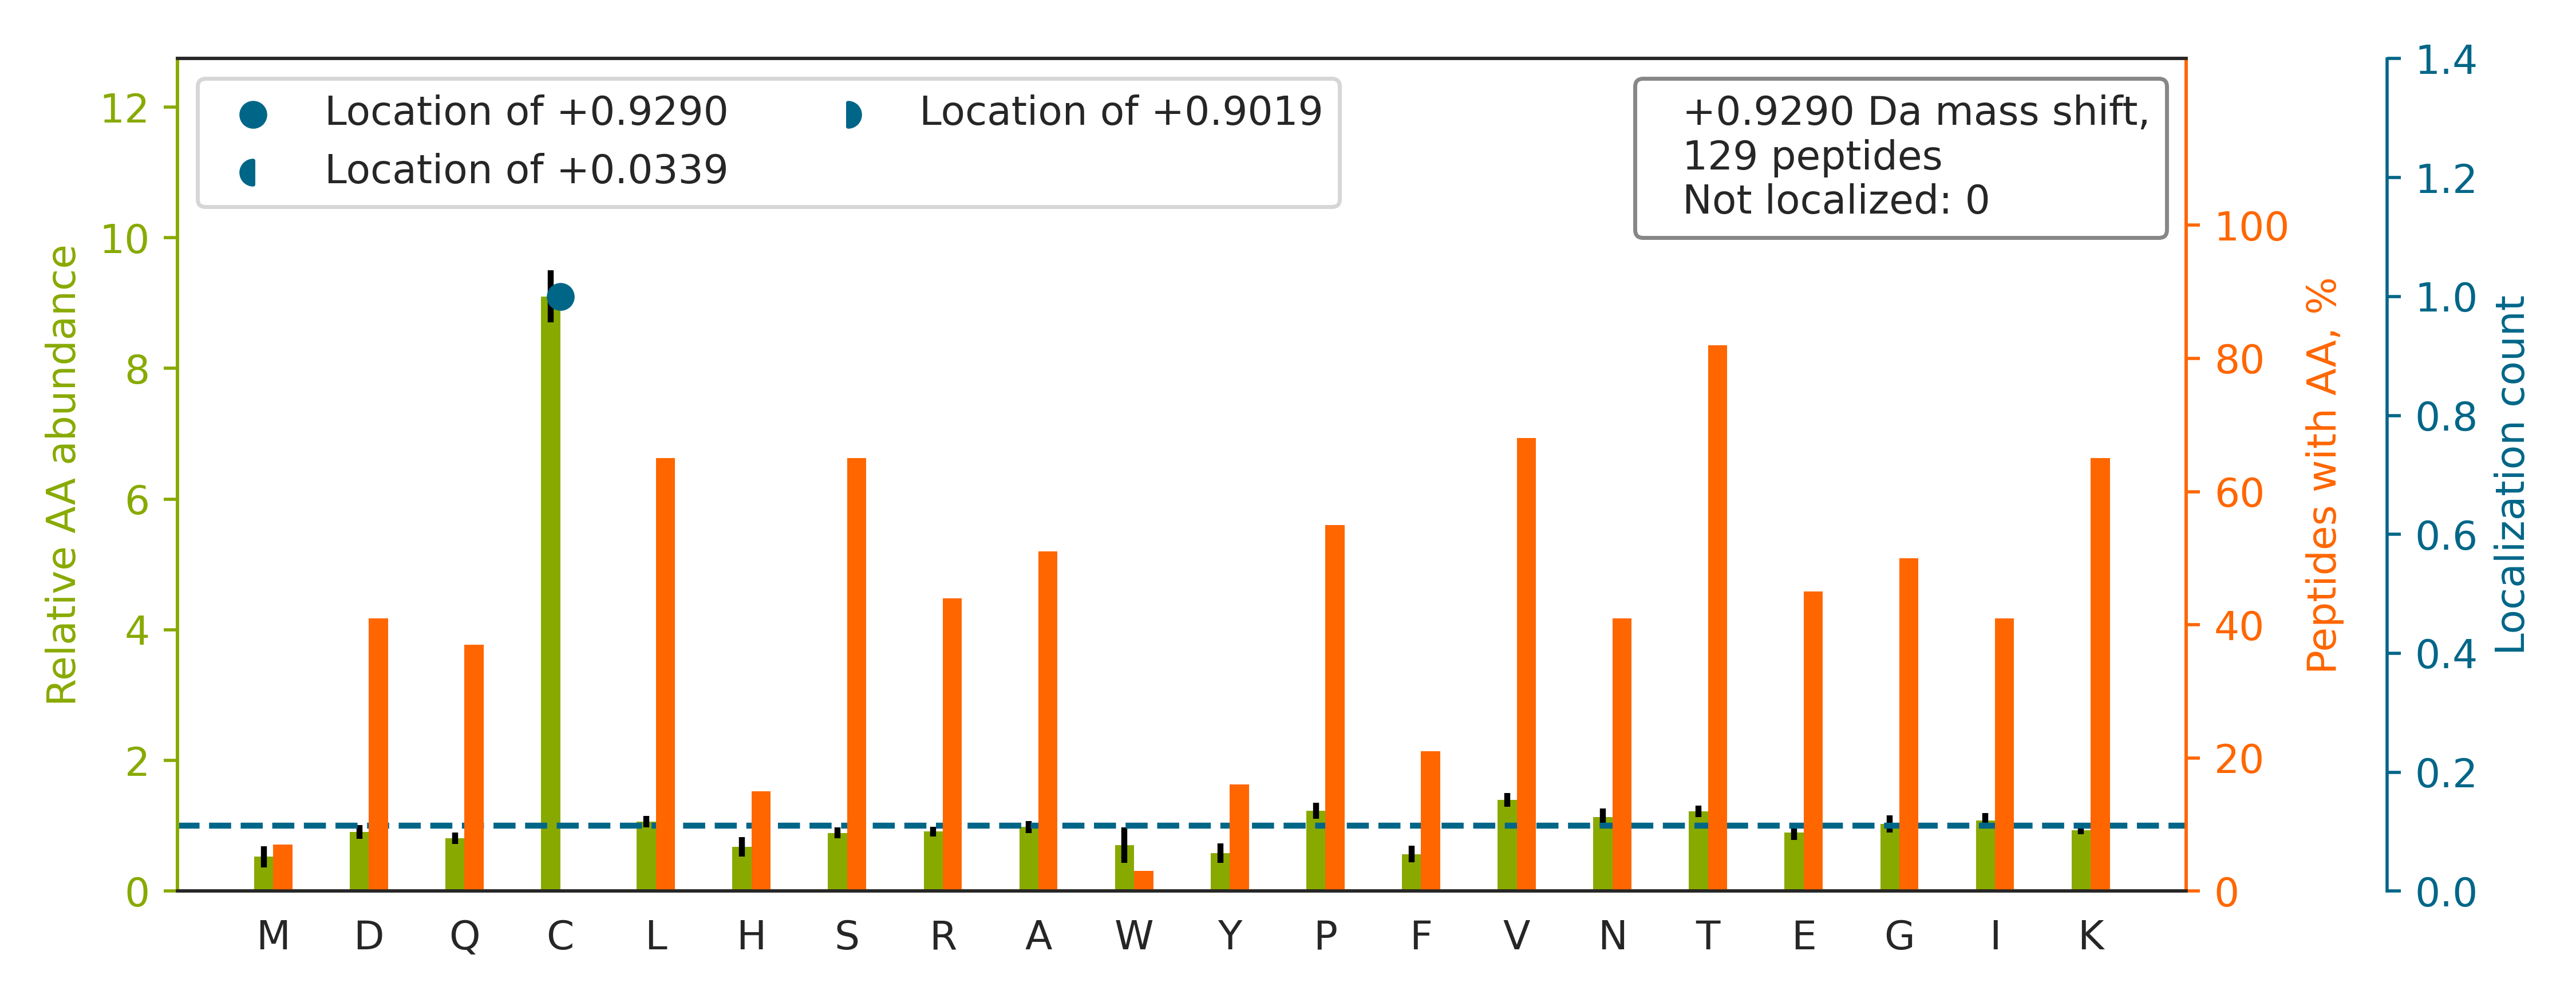 Location of +0.9290
Location of +0.0339
Location of +0.9019
+0.9290 Da mass shift,
129 peptides
Not localized: 0
Relative AA abundance
12
10
8
6
4
2
0
M D Q C L H S R A W Y P F V N T E G I K
100
80
60
40
20
0
Peptides with AA, %
1.4
1.2
1.0
0.8
0.6
0.4
0.2
0.0
Localization count